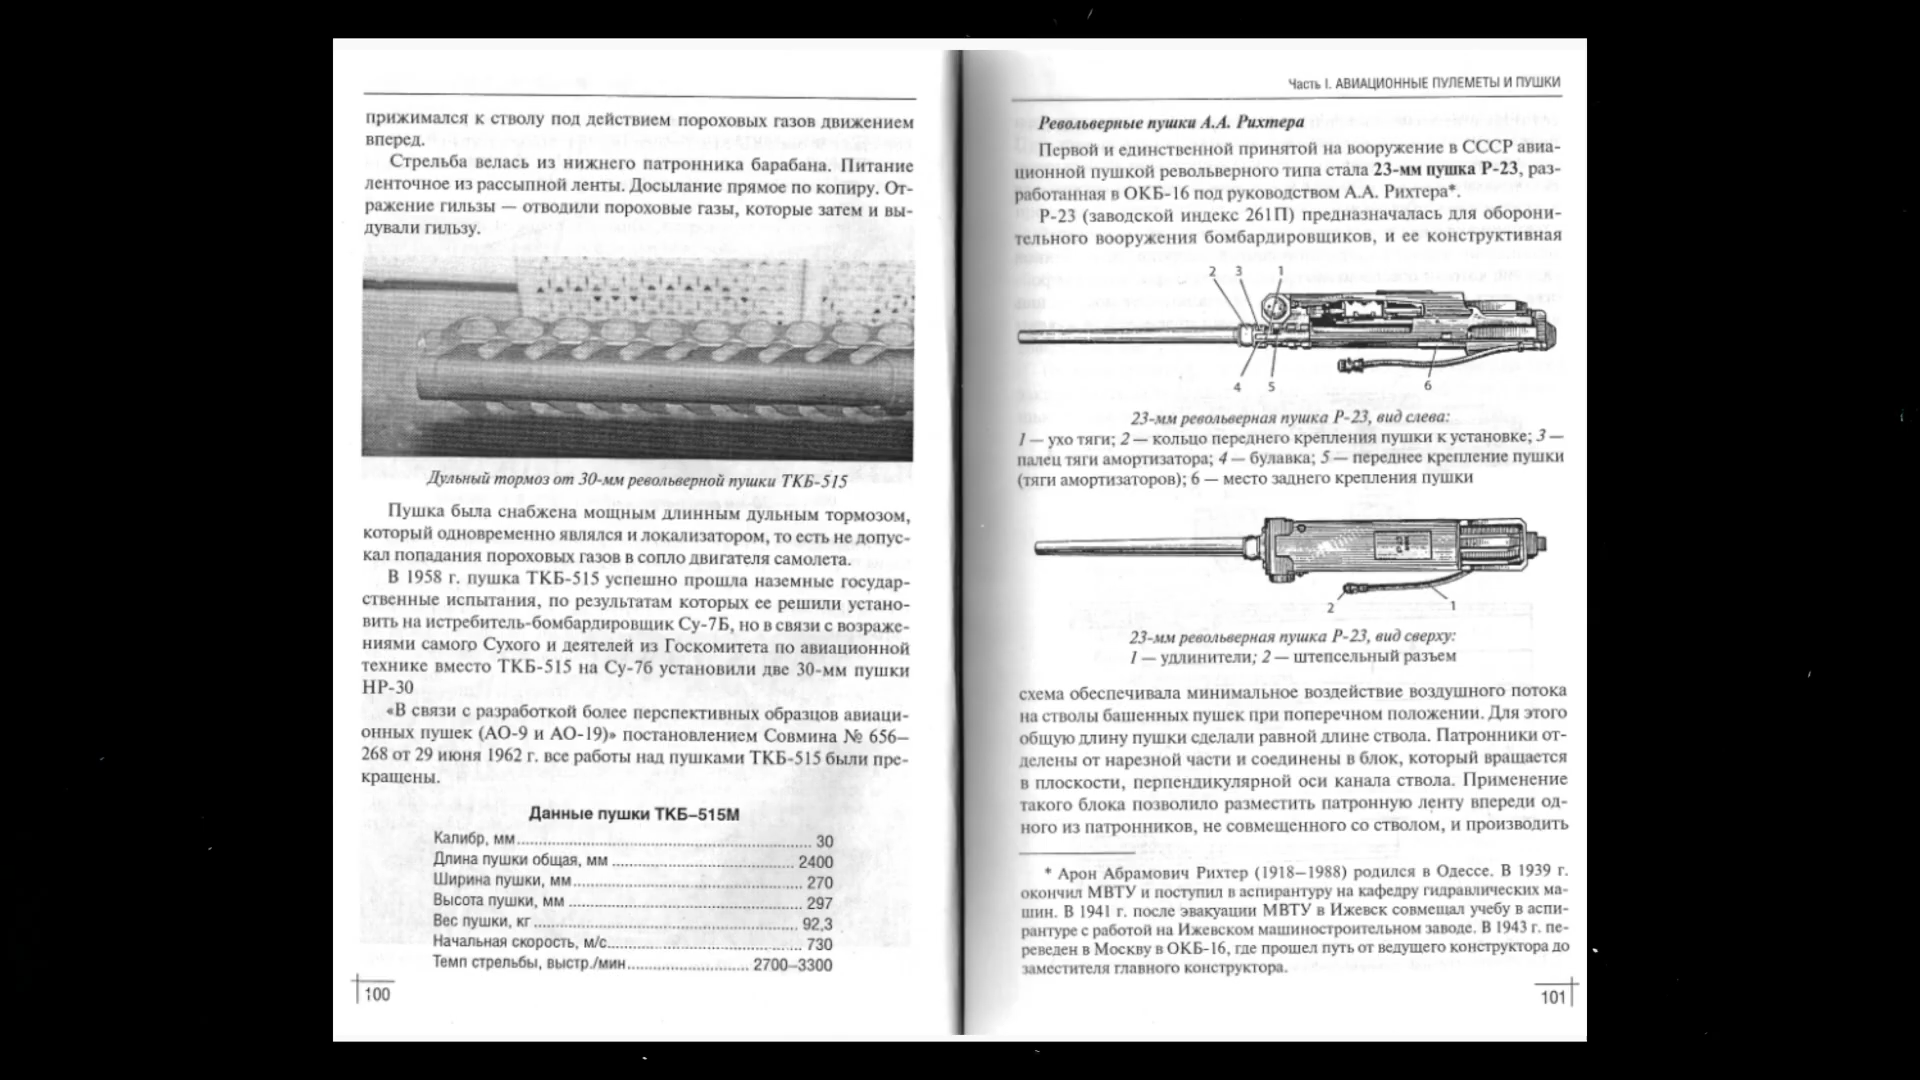 прижимался к стволу под действием пороховых газов движением
вперед.
Стрельба велась из нижнего патронника барабана. Питание
ленточное из рассыпной ленты. Досылание прямое по копиру. От-
ражение гильзы — отводили пороховые газы, которые затем и вы-
дували гильзу.
Дульный тормоз от 30-мм револьверной пушки ТКБ-515
Пушка была снабжена мощным длинным дульным тормозом,
который одновременно являлся и локализатором, то есть не допус-
кал попадания пороховых газов в сопло двигателя самолета.
В 1958 г. пушка ТКБ-515 успешно прошла наземные государ-
ственные испытания, по результатам которых ее решили устано-
вить на истребитель-бомбардировщик Су-7Б, но в связи с возраже-
ниями самого Сухого и деятелей из Госкомитета по авиационной
технике вместо ТКБ-515 на Су-7б установили две 30-мм пушки
НР-30
«В связи с разработкой более перспективных образцов авиаци-
онных пушек (АО-9 и АО-19)» постановлением Совмина № 656–
268 от 29 июня 1962 г. все работы над пушками ТКБ-515 были пре-
кращены.
Данные пушки ТКБ–515М
Калибр, мм 30
Длина пушки общая, мм 2400
Ширина пушки, мм 270
Высота пушки, мм 297
Вес пушки, кг 92,3
Начальная скорость, м/с 730
Темп стрельбы, выстр./мин 2700–3300
100
Часть I. АВИАЦИОННЫЕ ПУЛЕМЕТЫ И ПУШКИ
Револьверные пушки А.А. Рихтера
Первой и единственной принятой на вооружение в СССР авиа-
ционной пушкой револьверного типа стала 23-мм пушка Р-23, раз-
работанная в ОКБ-16 под руководством А.А. Рихтера*.
Р-23 (заводской индекс 261П) предназначалась для оборони-
тельного вооружения бомбардировщиков, и ее конструктивная
2 3 1
4 5 6
23-мм револьверная пушка Р-23, вид слева:
1 — ухо тяги; 2 — кольцо переднего крепления пушки к установке; 3 —
палец тяги амортизатора; 4 — булавка; 5 — переднее крепление пушки
(тяги амортизаторов); 6 — место заднего крепления пушки
2 1
23-мм револьверная пушка Р-23, вид сверху:
1 — удлинители; 2 — штепсельный разъем
схема обеспечивала минимальное воздействие воздушного потока
на стволы башенных пушек при поперечном положении. Для этого
общую длину пушки сделали равной длине ствола. Патронники от-
делены от нарезной части и соединены в блок, который вращается
в плоскости, перпендикулярной оси канала ствола. Применение
такого блока позволило разместить патронную ленту впереди од-
ного из патронников, не совмещенного со стволом, и производить
* Арон Абрамович Рихтер (1918–1988) родился в Одессе. В 1939 г.
окончил МВТУ и поступил в аспирантуру на кафедру гидравлических ма-
шин. В 1941 г. после эвакуации МВТУ в Ижевск совмещал учебу в аспи-
рантуре с работой на Ижевском машиностроительном заводе. В 1943 г. пе-
реведен в Москву в ОКБ-16, где прошел путь от ведущего конструктора до
заместителя главного конструктора.
101